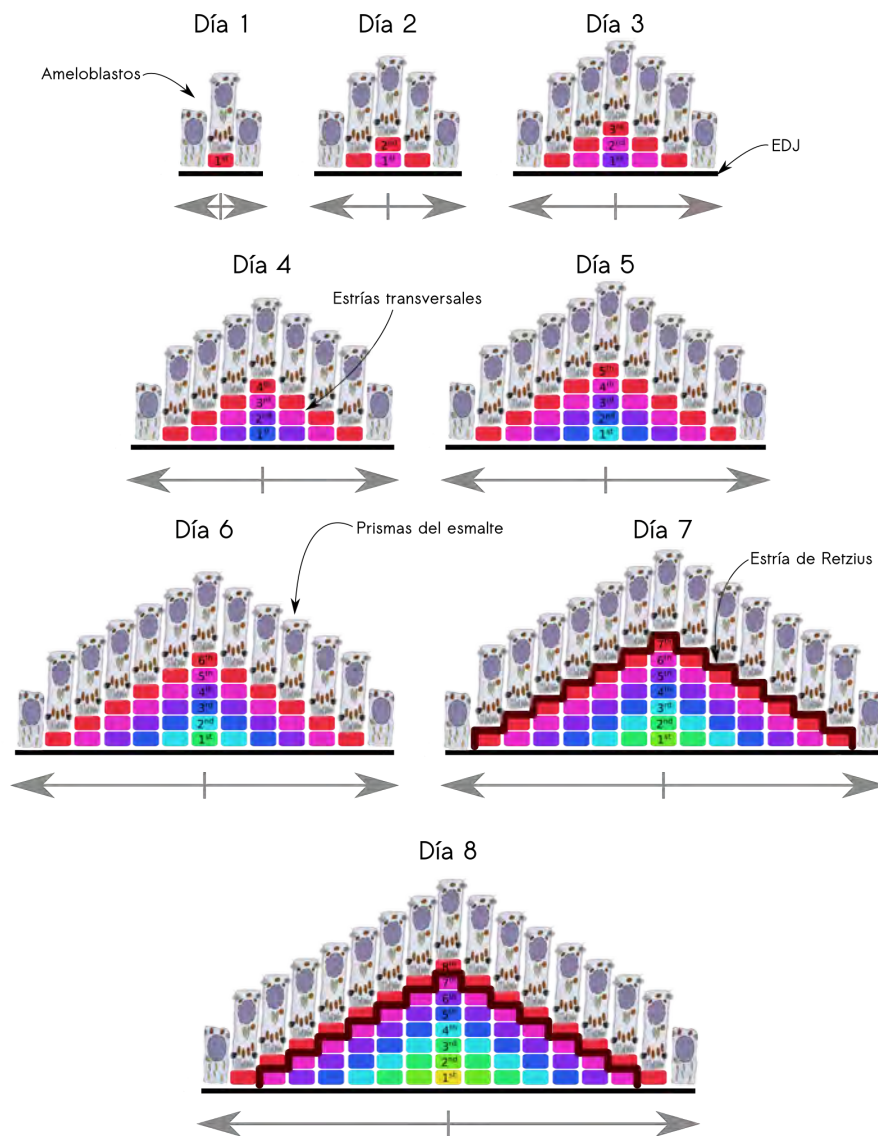 Día 1
Día 2
Día 3
Ameloblastos
1st
2nd
1st
3rd
2nd
1st
EDJ
Día 4
Día 5
Estrías transversales
4th
3rd
2nd
1st
5th
4th
3rd
2nd
1st
Día 6
Prismas del esmalte
Día 7
Estría de Retzius
6th
5th
4th
3rd
2nd
1st
7th
6th
5th
4th
3rd
2nd
1st
Día 8
8th
7th
6th
5th
4th
3rd
2nd
1st